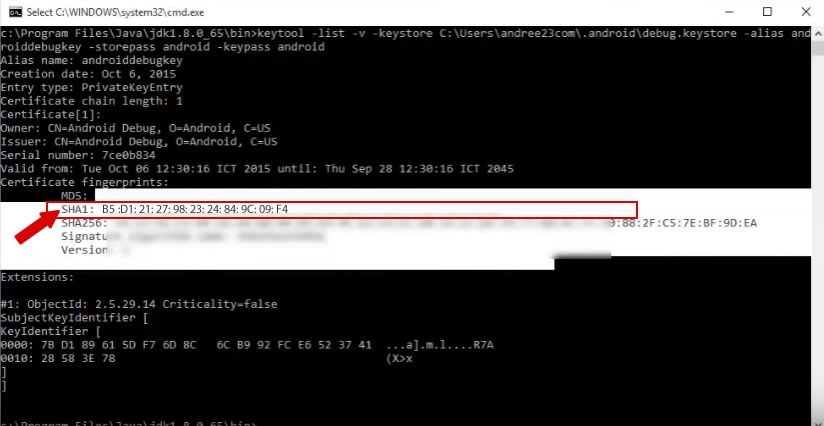 Select C:\WINDOWS\system32\cmd.exe
c:\Program Files\Java\jdk1.8.0_65\bin>keytool -list -v -keystore C:\Users\andree23com\.android\debug.keystore -alias and
roiddebugkey -storepass android -keypass android
Alias name: androiddebugkey
Creation date: Oct 6, 2015
Entry type: PrivateKeyEntry
Certificate chain length: 1
Certificate[1]:
Owner: CN=Android Debug, O=Android, C=US
Issuer: CN=Android Debug, O=Android, C=US
Serial number: 7ce0b834
Valid from: Tue Oct 06 12:30:16 ICT 2015 until: Thu Sep 28 12:30:16 ICT 2045
Certificate fingerprints:
MD5:
SHA1: B5 :D1: 21: 27: 98: 23: 24: 84: 9C: 09: F4
SHA256: :88:2F:C5:7E:BF:9D:EA
Signature
Version:
Extensions:
#1: ObjectId: 2.5.29.14 Criticality=false
SubjectKeyIdentifier [
KeyIdentifier [
0000: 7B D1 89 61 5D F7 6D 8C 6C B9 92 FC E6 52 37 41 ...a].m.l....R7A
0010: 28 58 3E 78 (X>x
]
]
c:\Program Files\Java\jdk1.8.0_65\bin>